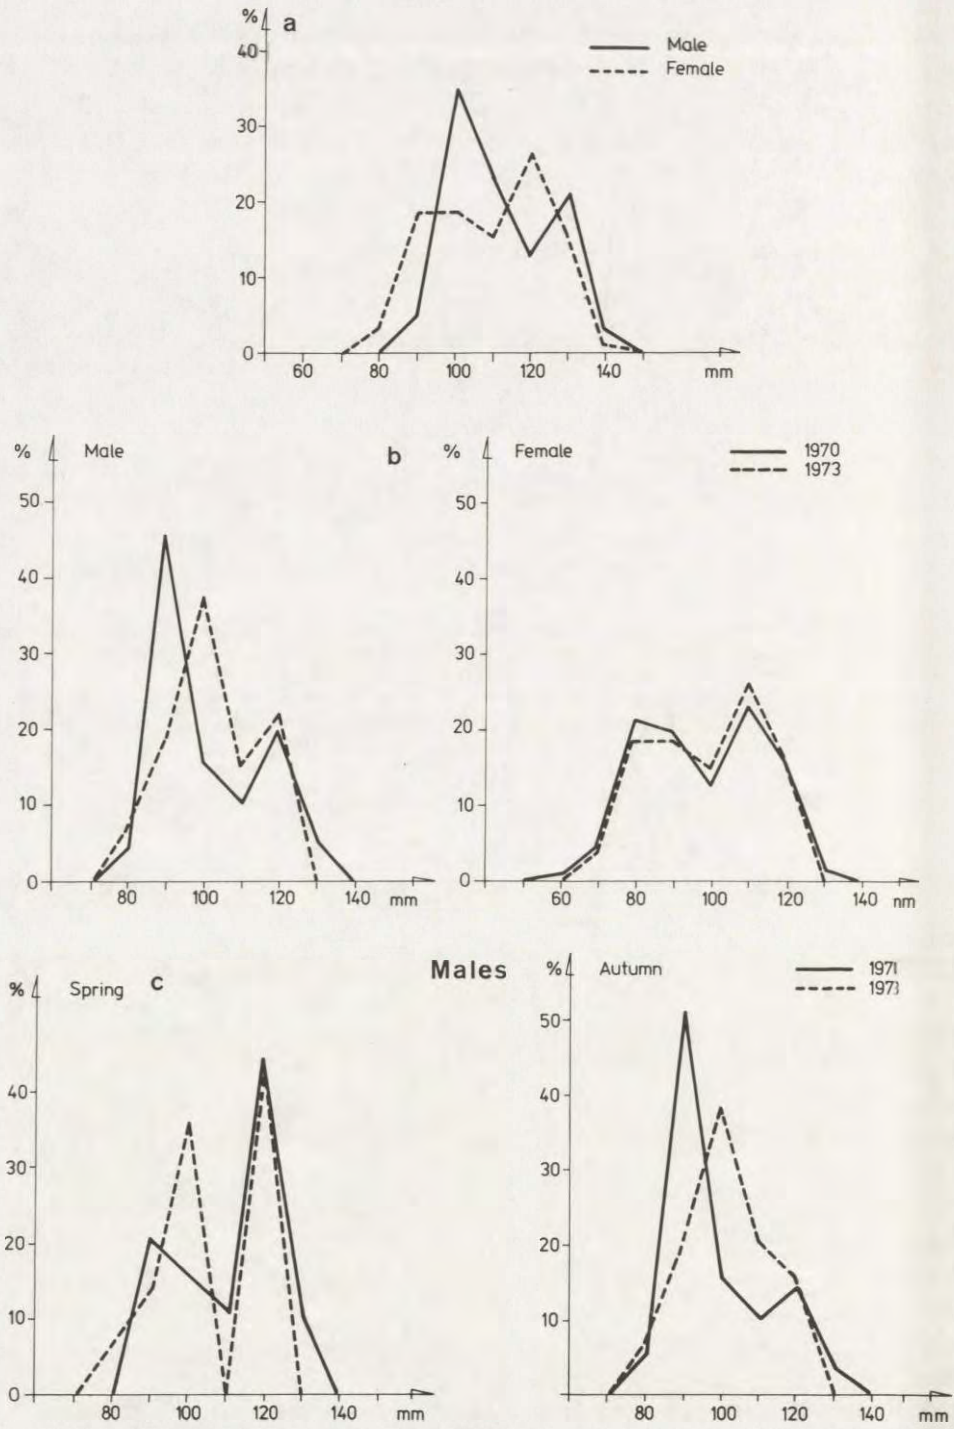 % a
40
Male
Female
30
20
10
0
60 80 100 120 140 mm
% Male b % Female 1970
1973
50 50
40 40
30 30
20 20
10 10
0 0
80 100 120 140 mm 60 80 100 120 140 nm
Males
% Spring c % Autumn 1971
1973
50
40 40
30 30
20 20
10 10
0
80 100 120 140 mm 80 100 120 140 mm